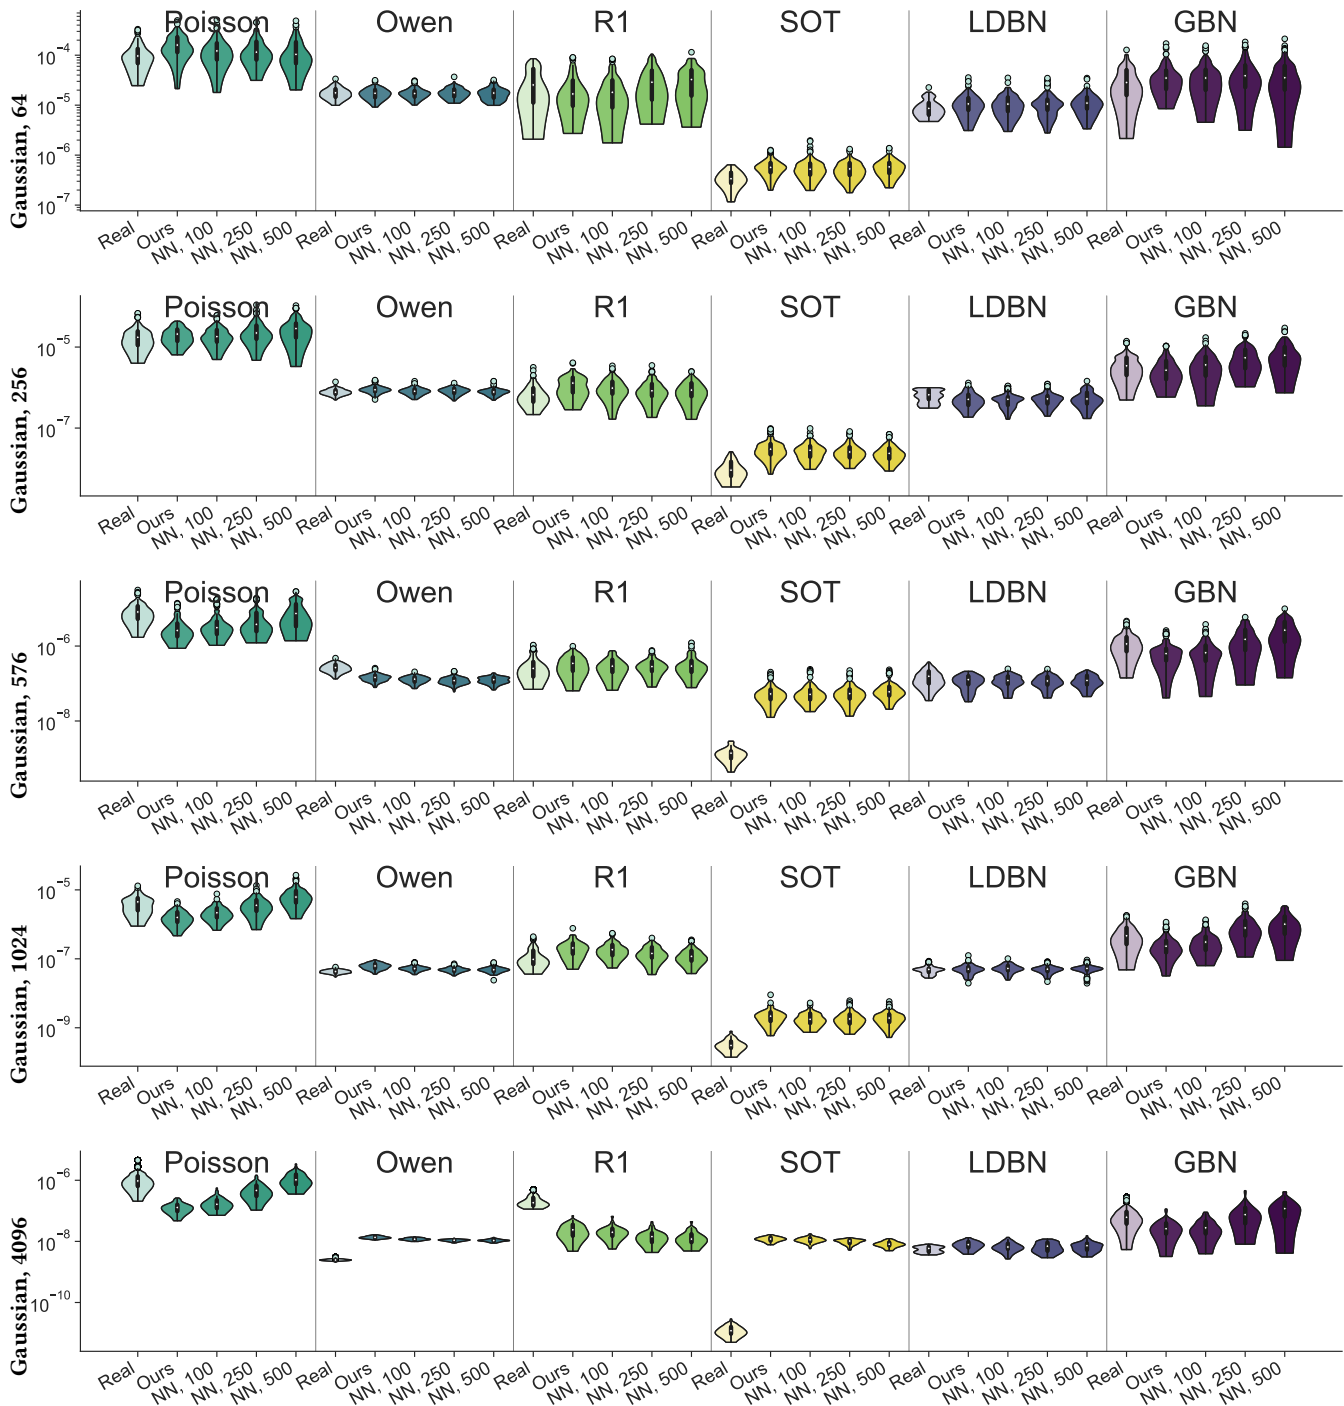 Poisson Owen R1 SOT LDBN GBN
Gaussian, 64
10−4
10−5
10−6
10−7
Real Ours NN, 100 NN, 250 NN, 500 Real Ours NN, 100 NN, 250 NN, 500 Real Ours NN, 100 NN, 250 NN, 500 Real Ours NN, 100 NN, 250 NN, 500 Real Ours NN, 100 NN, 250 NN, 500 Real Ours NN, 100 NN, 250 NN, 500
Poisson Owen R1 SOT LDBN GBN
Gaussian, 256
10−5
10−7
Real Ours NN, 100 NN, 250 NN, 500 Real Ours NN, 100 NN, 250 NN, 500 Real Ours NN, 100 NN, 250 NN, 500 Real Ours NN, 100 NN, 250 NN, 500 Real Ours NN, 100 NN, 250 NN, 500 Real Ours NN, 100 NN, 250 NN, 500
Poisson Owen R1 SOT LDBN GBN
Gaussian, 576
10−6
10−8
Real Ours NN, 100 NN, 250 NN, 500 Real Ours NN, 100 NN, 250 NN, 500 Real Ours NN, 100 NN, 250 NN, 500 Real Ours NN, 100 NN, 250 NN, 500 Real Ours NN, 100 NN, 250 NN, 500 Real Ours NN, 100 NN, 250 NN, 500
Poisson Owen R1 SOT LDBN GBN
Gaussian, 1024
10−5
10−7
10−9
Real Ours NN, 100 NN, 250 NN, 500 Real Ours NN, 100 NN, 250 NN, 500 Real Ours NN, 100 NN, 250 NN, 500 Real Ours NN, 100 NN, 250 NN, 500 Real Ours NN, 100 NN, 250 NN, 500 Real Ours NN, 100 NN, 250 NN, 500
Poisson Owen R1 SOT LDBN GBN
Gaussian, 4096
10−6
10−8
10−10
Real Ours NN, 100 NN, 250 NN, 500 Real Ours NN, 100 NN, 250 NN, 500 Real Ours NN, 100 NN, 250 NN, 500 Real Ours NN, 100 NN, 250 NN, 500 Real Ours NN, 100 NN, 250 NN, 500 Real Ours NN, 100 NN, 250 NN, 500